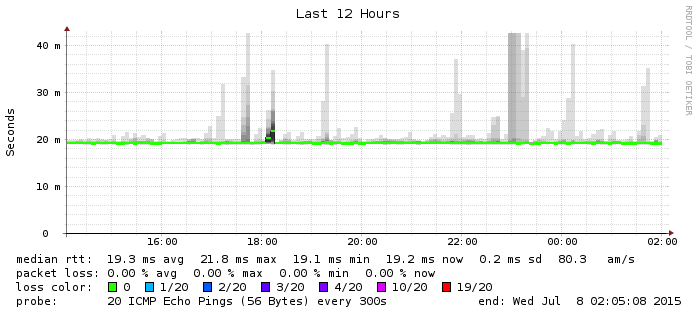 Last 12 Hours
RRDTOOL / TOBI OETIKER
Seconds
40 m
30 m
20 m
10 m
0
16:00 18:00 20:00 22:00 00:00 02:00
median rtt: 19.3 ms avg 21.8 ms max 19.1 ms min 19.2 ms now 0.2 ms sd 80.3 am/s
packet loss: 0.00 % avg 0.00 % max 0.00 % min 0.00 % now
loss color: 0 1/20 2/20 3/20 4/20 10/20 19/20
probe: 20 ICMP Echo Pings (56 Bytes) every 300s end: Wed Jul 8 02:05:08 2015